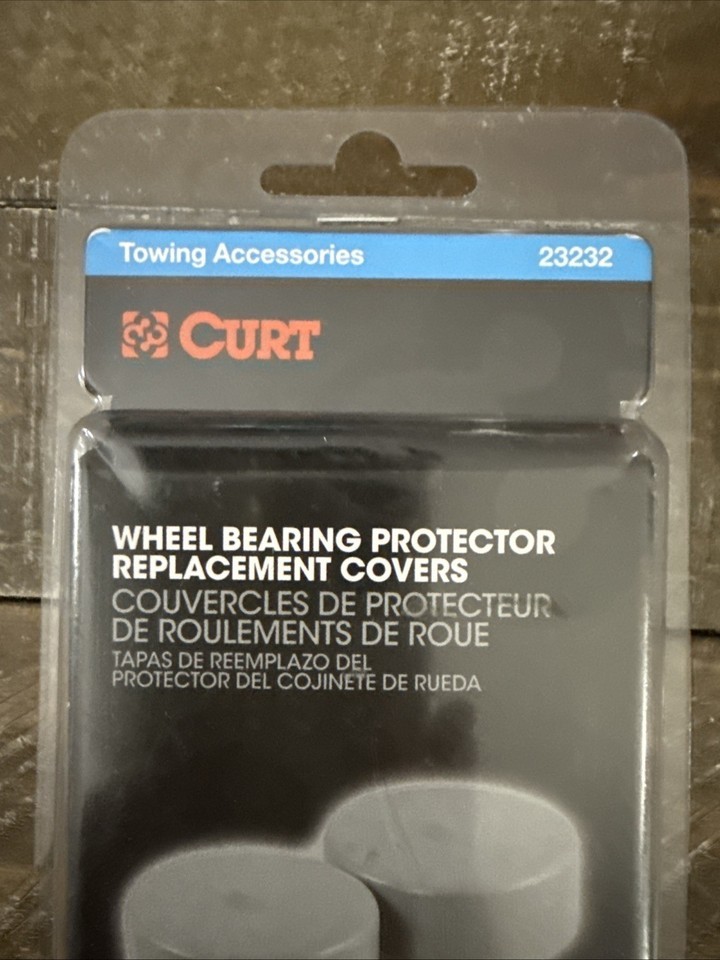 Towing Accessories 23232
CURT
WHEEL BEARING PROTECTOR
REPLACEMENT COVERS
COUVERCLES DE PROTECTEUR
DE ROULEMENTS DE ROUE
TAPAS DE REEMPLAZO DEL
PROTECTOR DEL COJINETE DE RUEDA